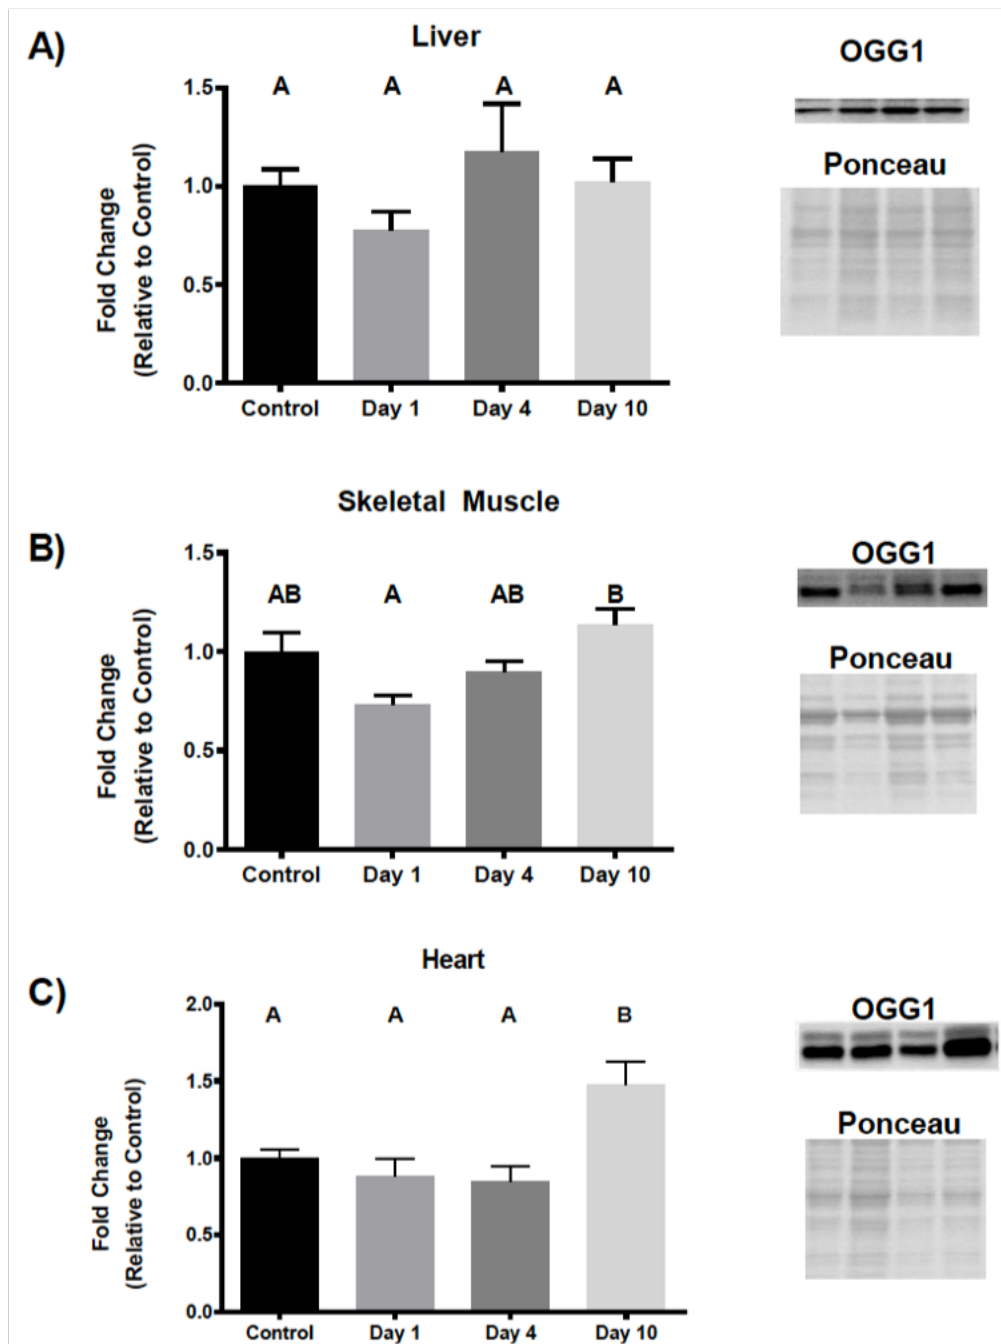 A)
Liver
OGG1
Ponceau
Fold Change
(Relative to Control)
1.5
1.0
0.5
0.0
A A A A
Control Day 1 Day 4 Day 10
B)
Skeletal Muscle
OGG1
Ponceau
Fold Change
(Relative to Control)
1.5
1.0
0.5
0.0
AB A AB B
Control Day 1 Day 4 Day 10
C)
Heart
OGG1
Ponceau
Fold Change
(Relative to Control)
2.0
1.5
1.0
0.5
0.0
A A A B
Control Day 1 Day 4 Day 10